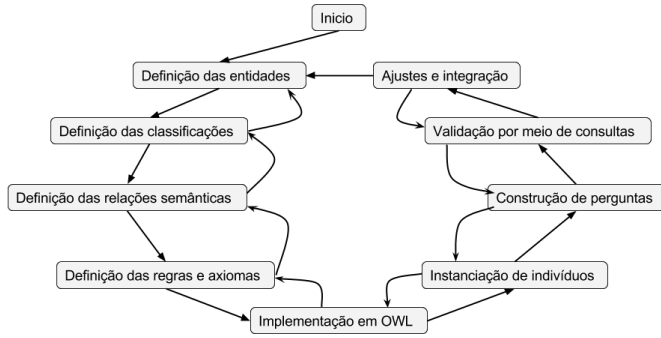 Inicio
Definição das entidades
Ajustes e integração
Definição das classificações
Validação por meio de consultas
Definição das relações semânticas
Construção de perguntas
Definição das regras e axiomas
Instanciação de indivíduos
Implementação em OWL